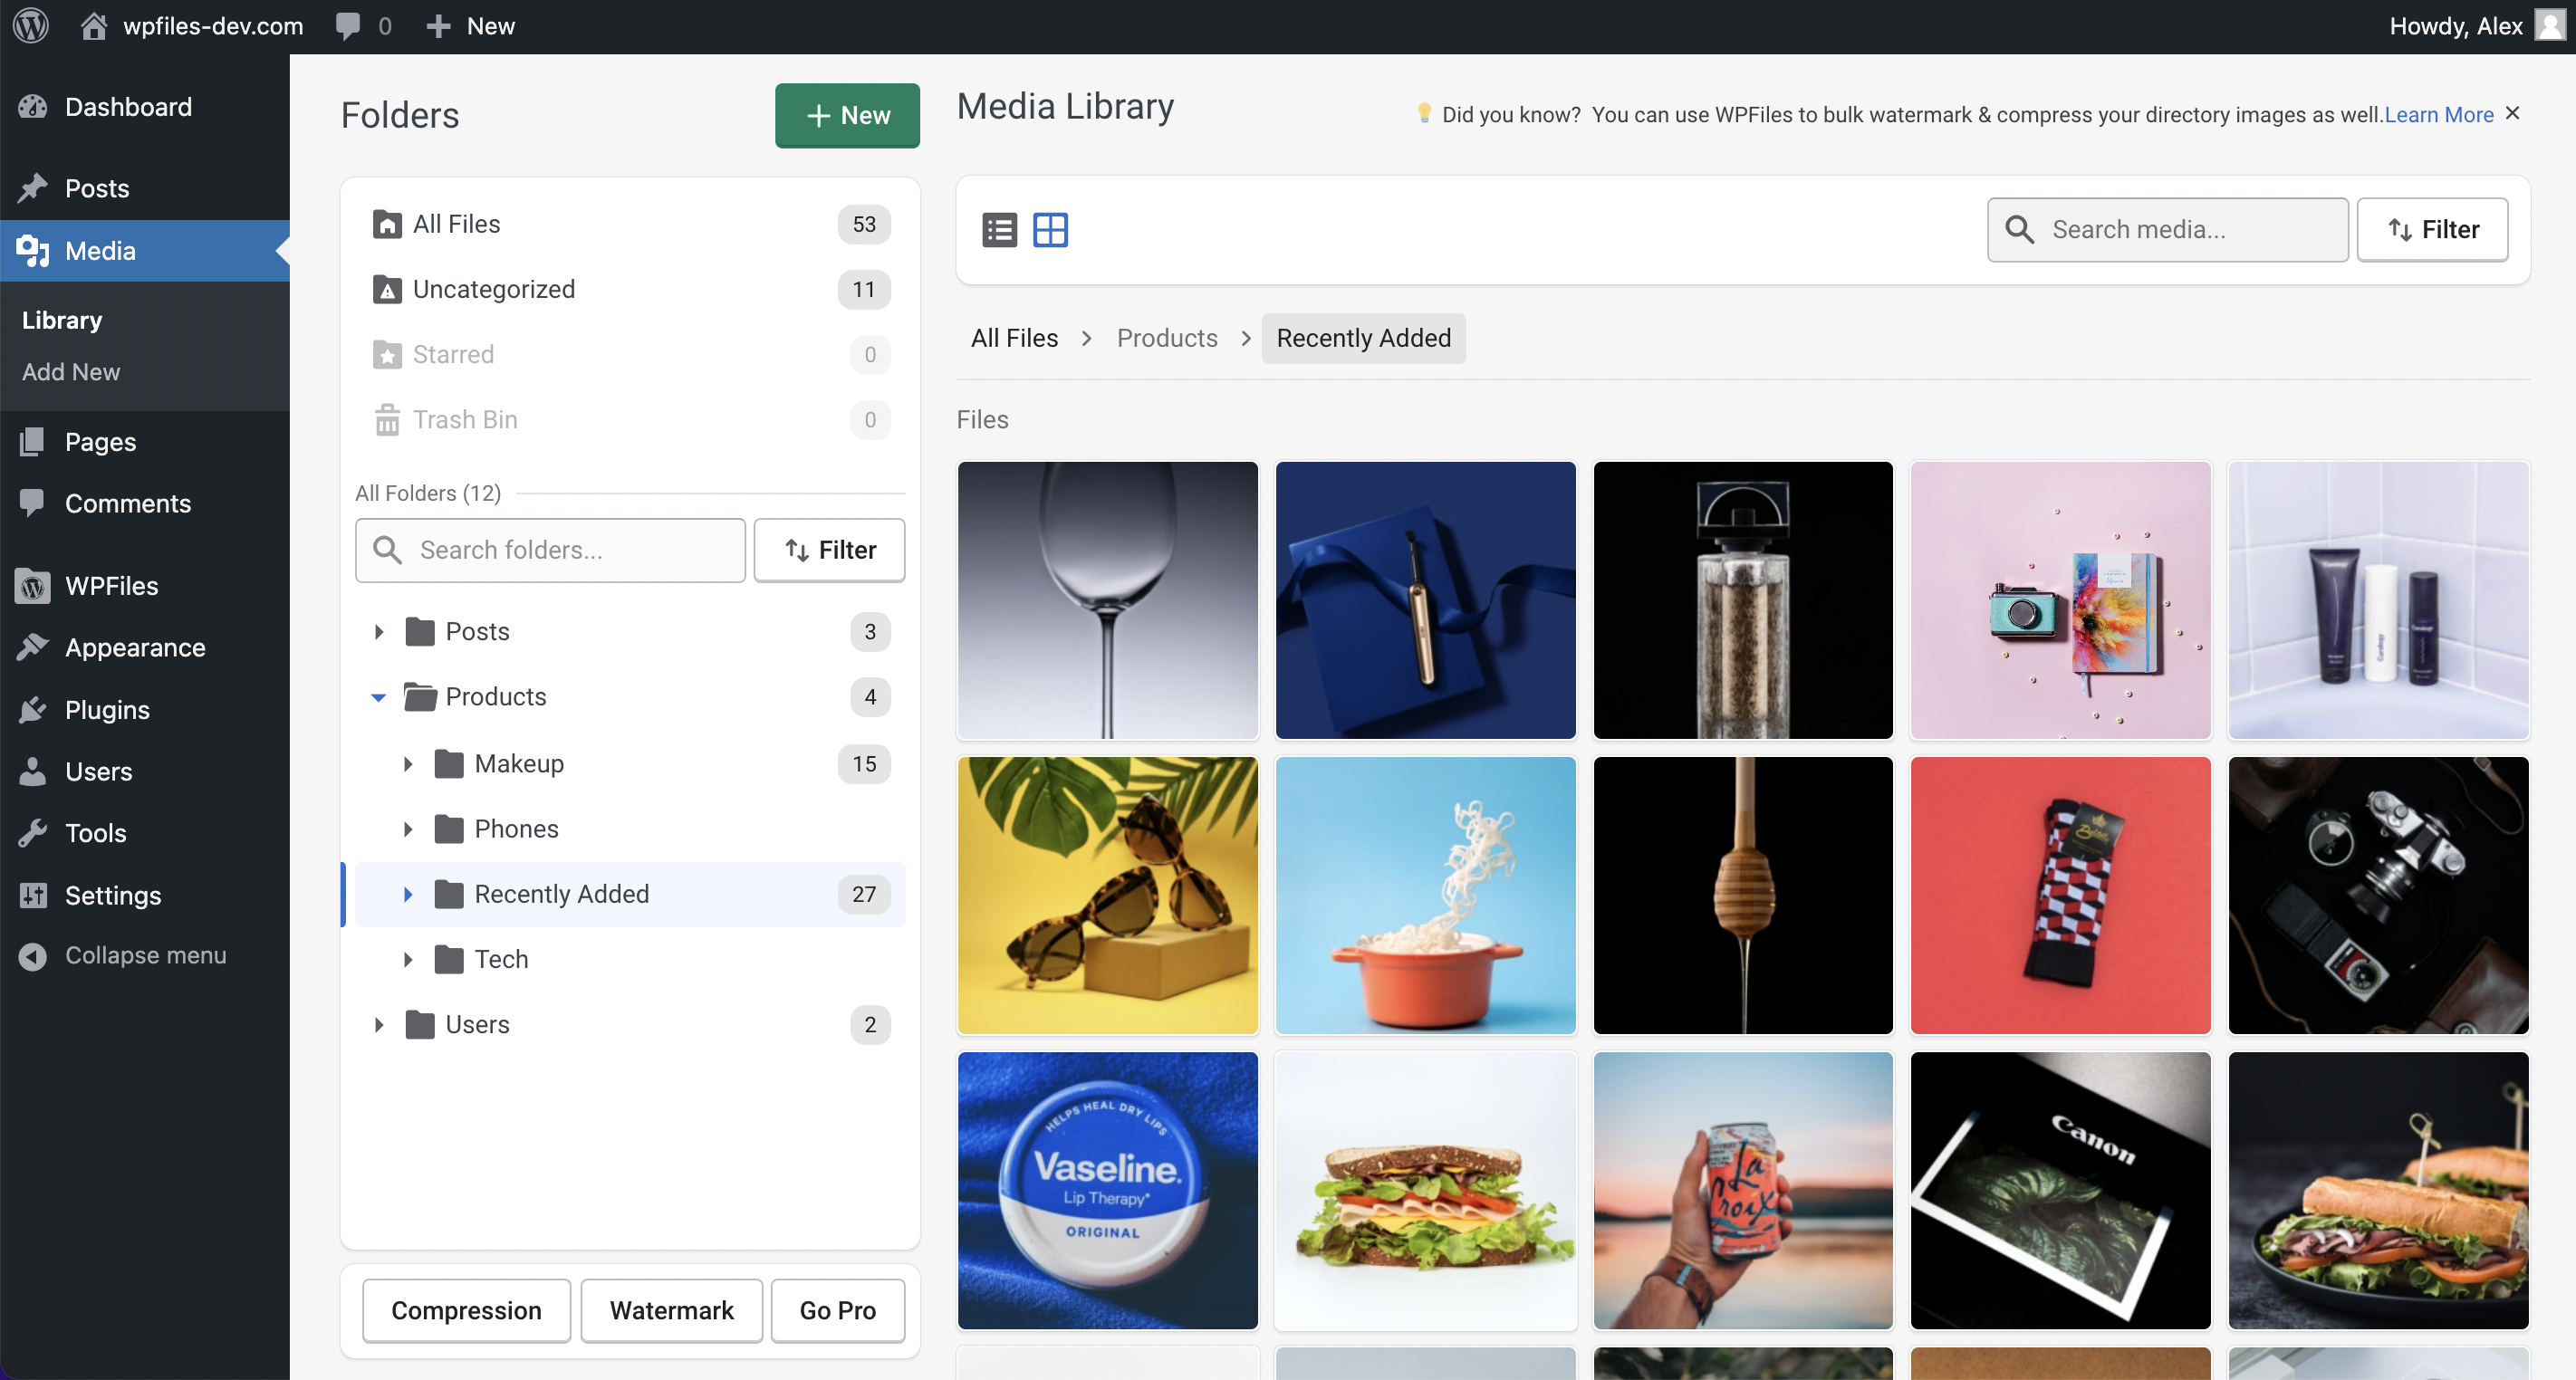 wpfiles-dev.com
0
New
Howdy, Alex
Dashboard
Posts
Media
Library
Add New
Pages
Comments
WPFiles
Appearance
Plugins
Users
Tools
Settings
Collapse menu
Folders
New
All Files 53
Uncategorized 11
Starred 0
Trash Bin 0
All Folders (12)
Search folders...
Filter
Posts 3
Products 4
Makeup 15
Phones
Recently Added 27
Tech
Users 2
Compression
Watermark
Go Pro
Media Library
Did you know? You can use WPFiles to bulk watermark & compress your directory images as well.Learn More
Search media...
Filter
All Files
Products
Recently Added
Files
HELPS HEAL DRY LIPS
Vaseline.
Lip Therapy®
ORIGINAL
La
Croix
Canon